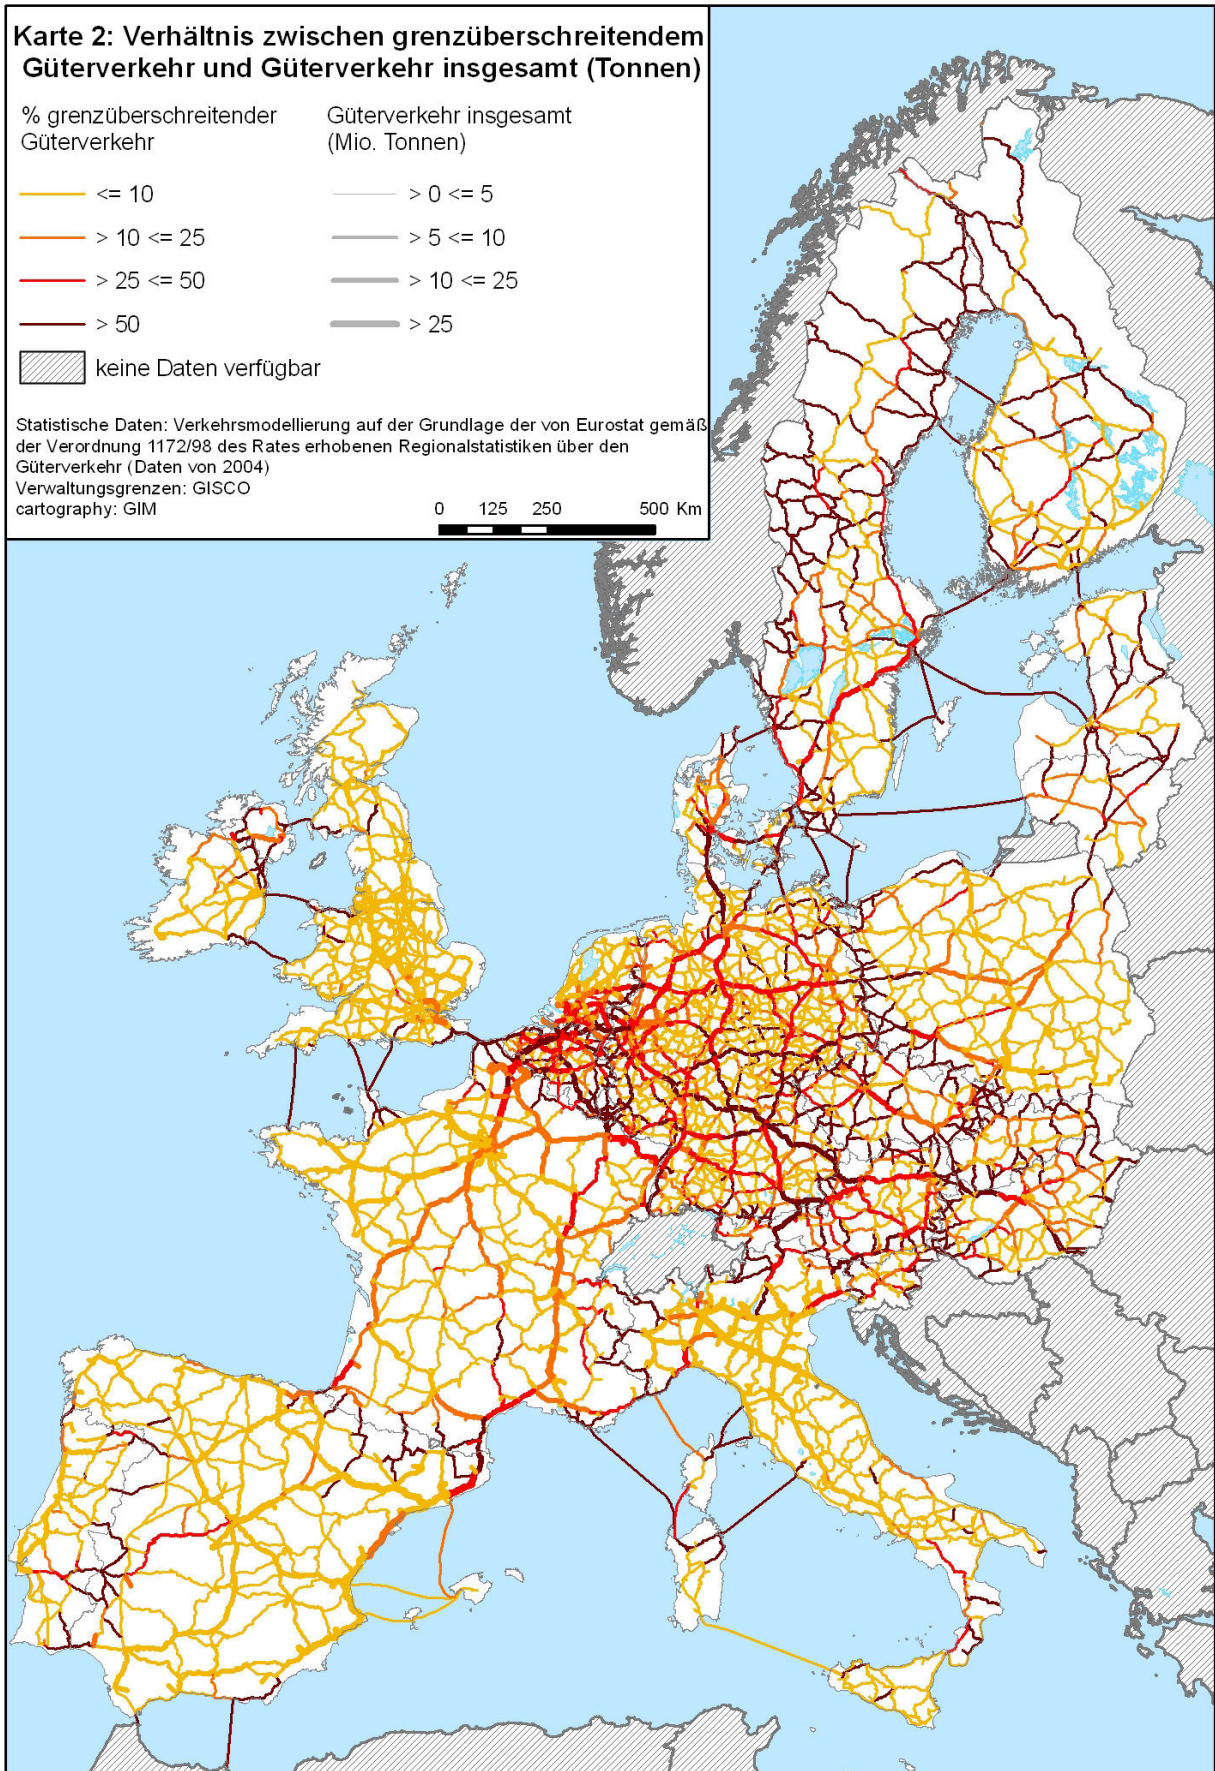 Karte 2: Verhältnis zwischen grenzüberschreitendem
Güterverkehr und Güterverkehr insgesamt (Tonnen)
% grenzüberschreitender
Güterverkehr
<= 10
> 10 <= 25
> 25 <= 50
> 50
keine Daten verfügbar
Güterverkehr insgesamt
(Mio. Tonnen)
> 0 <= 5
> 5 <= 10
> 10 <= 25
> 25
Statistische Daten: Verkehrsmodellierung auf der Grundlage der von Eurostat gemäß
der Verordnung 1172/98 des Rates erhobenen Regionalstatistiken über den
Güterverkehr (Daten von 2004)
Verwaltungsgrenzen: GISCO
cartography: GIM
0 125 250 500 Km